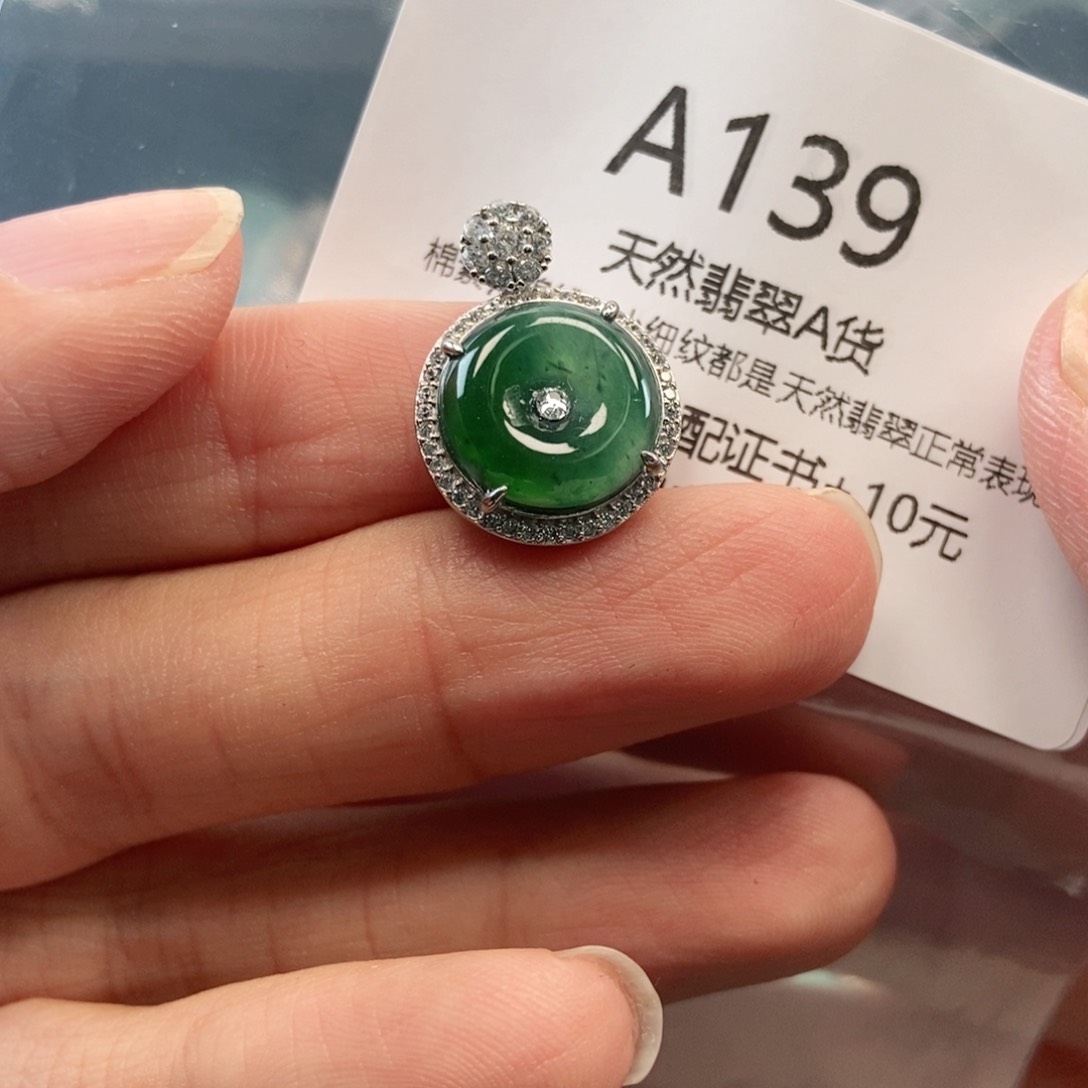 A139
天然翡翠A货
棉 细纹都是天然翡翠正常表现
配证书+10元